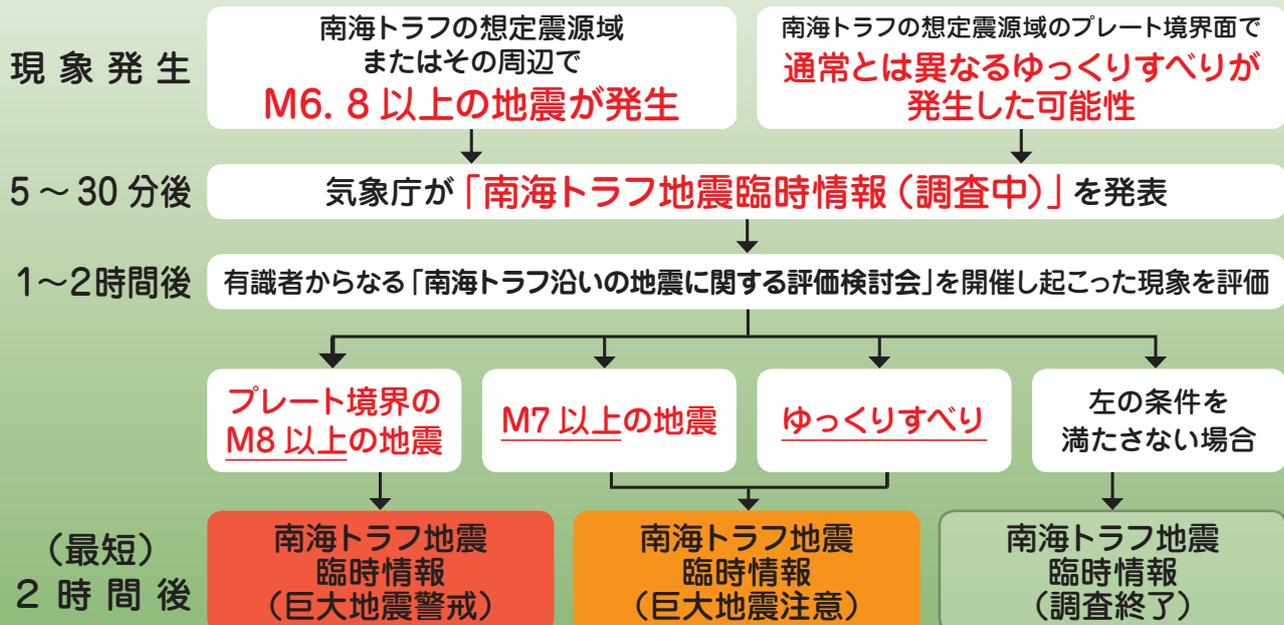 現象発生
南海トラフの想定震源域
またはその周辺で
M6. 8 以上の地震が発生
南海トラフの想定震源域のプレート境界面で
通常とは異なるゆっくりすべりが
発生した可能性
5 ～ 30 分後
気象庁が「南海トラフ地震臨時情報（調査中）」を発表
1～2時間後
有識者からなる「南海トラフ沿いの地震に関する評価検討会」を開催し起こった現象を評価
プレート境界の
M8 以上の地震
M7 以上の地震
ゆっくりすべり
左の条件を
満たさない場合
（最短）
2 時間後
南海トラフ地震
臨時情報
（巨大地震警戒）
南海トラフ地震
臨時情報
（巨大地震注意）
南海トラフ地震
臨時情報
（調査終了）